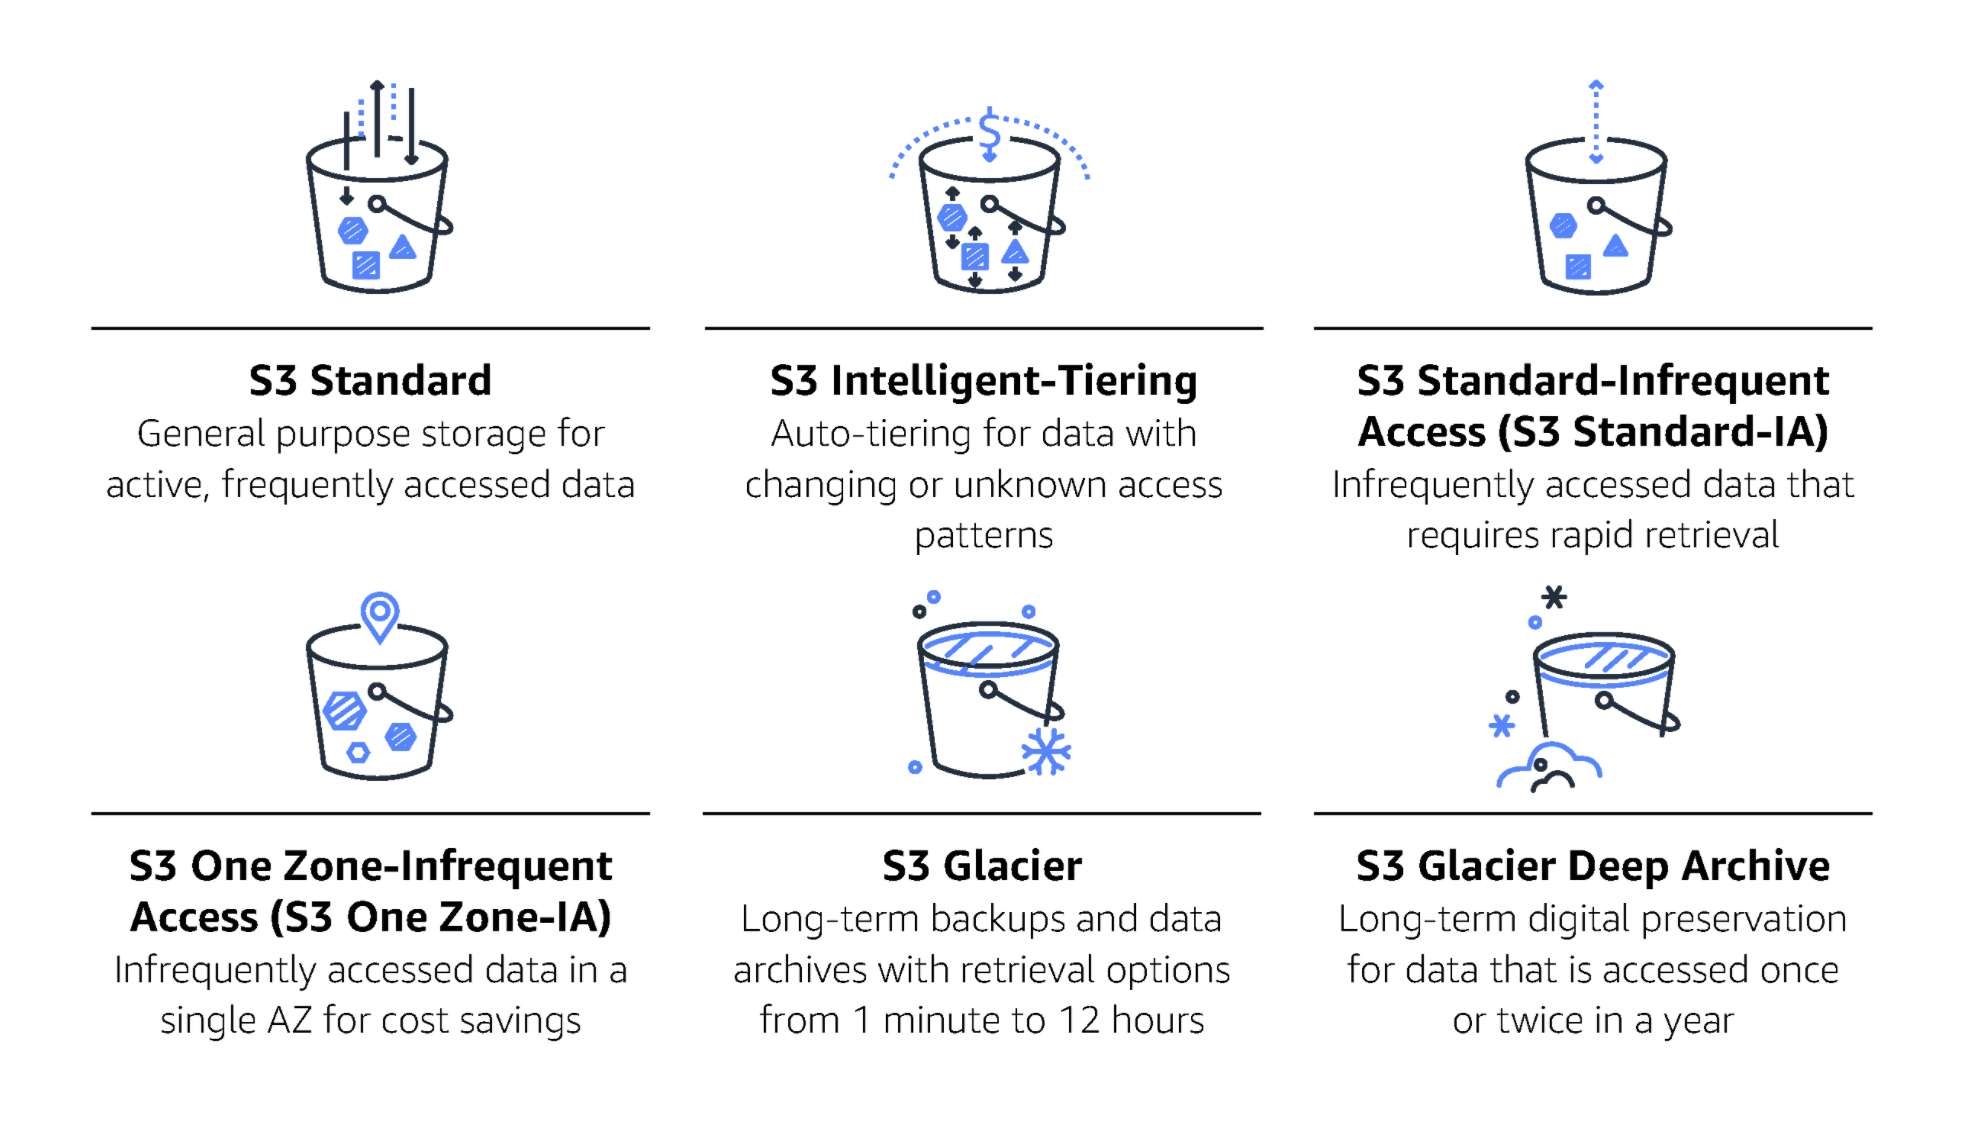 $
S3 Standard
General purpose storage for
active, frequently accessed data
S3 Intelligent-Tiering
Auto-tiering for data with
changing or unknown access
patterns
S3 Standard-Infrequent
Access (S3 Standard-IA)
Infrequently accessed data that
requires rapid retrieval
S3 One Zone-Infrequent
Access (S3 One Zone-IA)
Infrequently accessed data in a
single AZ for cost savings
S3 Glacier
Long-term backups and data
archives with retrieval options
from 1 minute to 12 hours
S3 Glacier Deep Archive
Long-term digital preservation
for data that is accessed once
or twice in a year